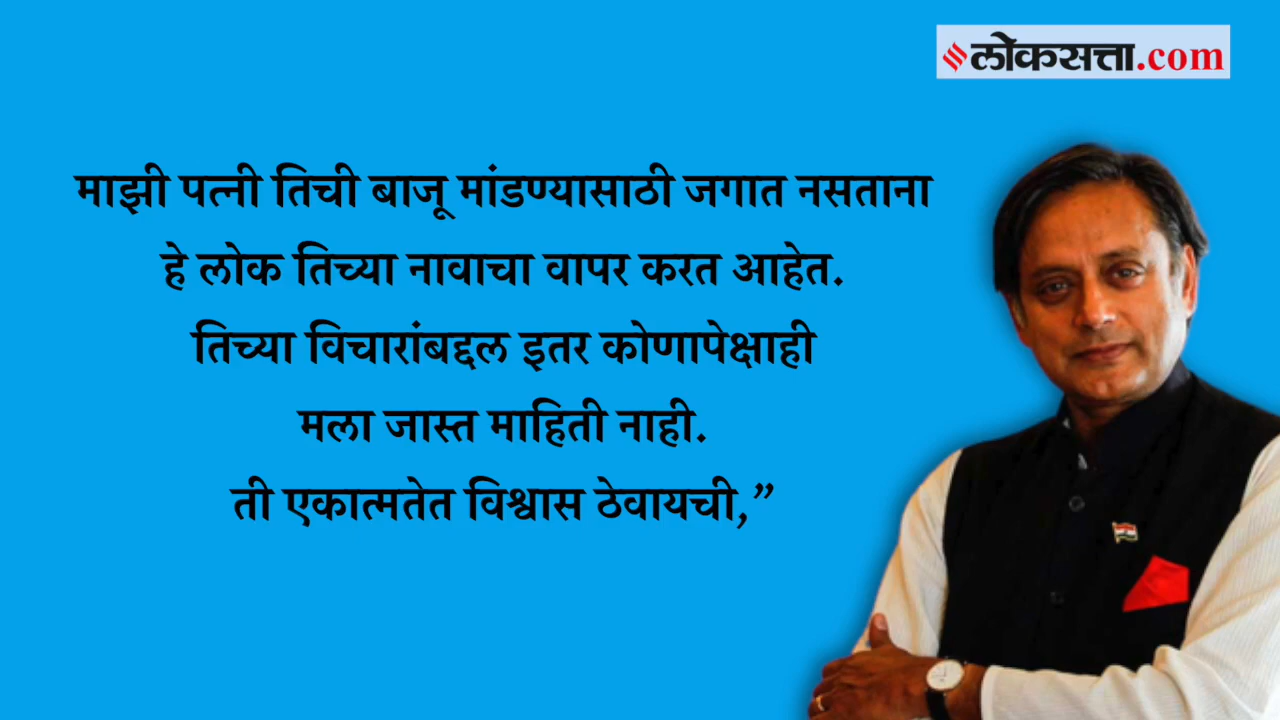 लोकसत्ता.com
माझी पत्नी तिची बाजू मांडण्यासाठी जगात नसताना
हे लोक तिच्या नावाचा वापर करत आहेत.
तिच्या विचारांबद्दल इतर कोणापेक्षाही
मला जास्त माहिती नाही.
ती एकात्मतेत विश्वास ठेवायची,”